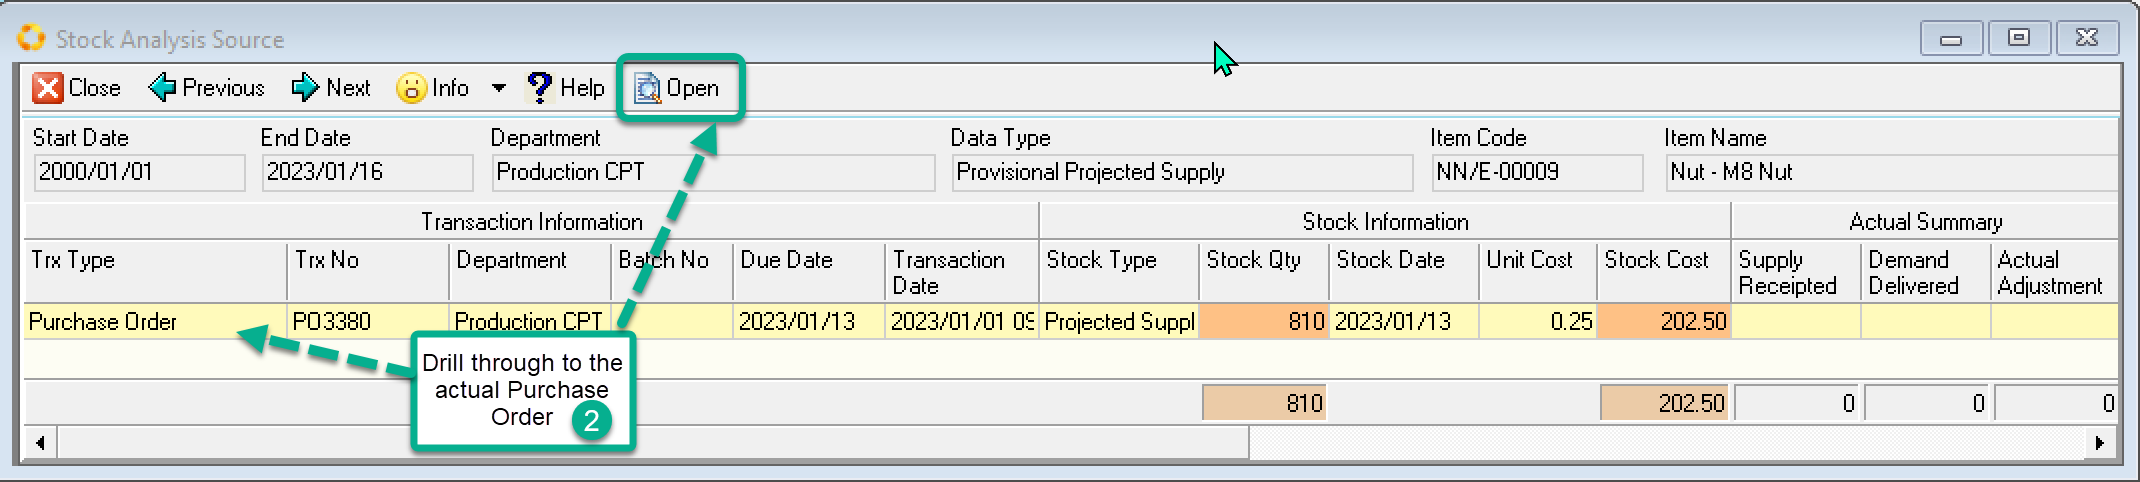 Stock Analysis Source
Close Previous Next Info Help Open
Start Date End Date Department Data Type Item Code Item Name
2000/01/01 2023/01/16 Production CPT Provisional Projected Supply NN/E-00009 Nut - M8 Nut
Transaction Information Stock Information Actual Summary
Trx Type Trx No Department Batch No Due Date Transaction Date Stock Type Stock Qty Stock Date Unit Cost Stock Cost Supply Receipted Demand Delivered Actual Adjustment
Purchase Order PO3380 Production CPT 2023/01/13 2023/01/01 09 Projected Suppl 810 2023/01/13 0.25 202.50
Drill through to the
actual Purchase
Order 2
810 202.50 0 0 0